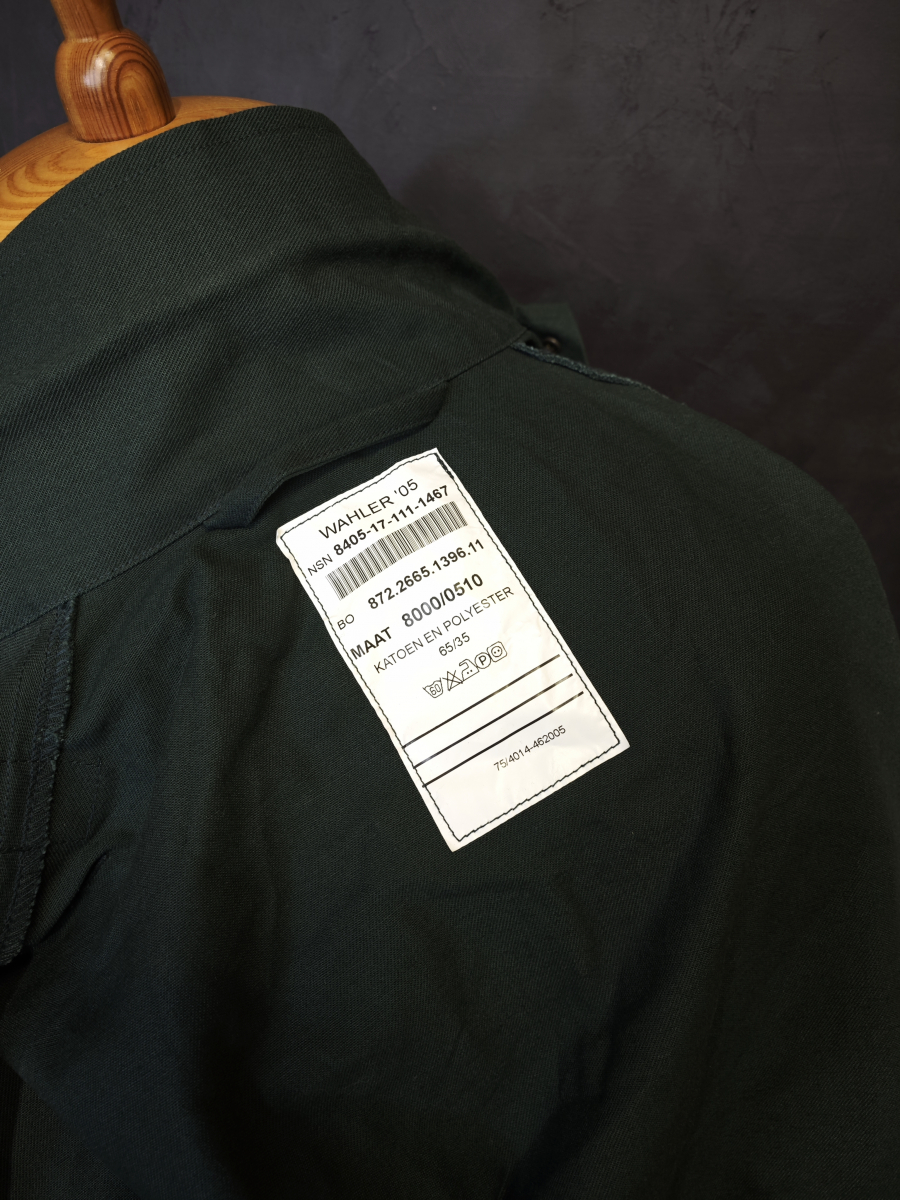 WAHLER '05
NSN 8405-17-111-1467
872.2665.1396.11
BO
MAAT 8000/0510
KATOEN EN POLYESTER
65/35
60 P
75/4014-462005